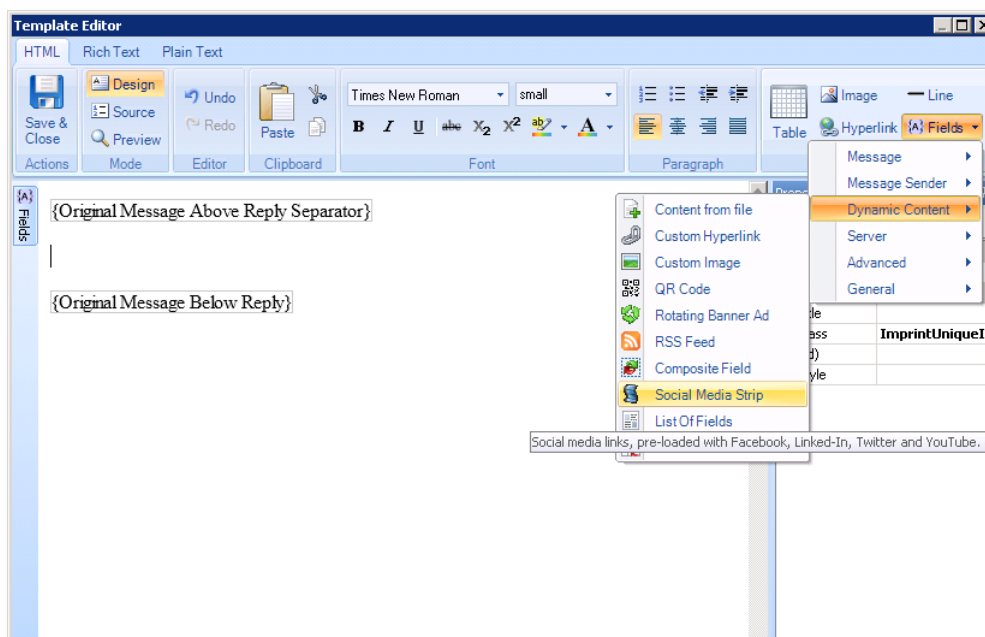 Template Editor
HTML Rich Text Plain Text
Save & Close
Design
Source
Preview
Undo
Redo
Paste
Times New Roman small
B I U abc X2 X2 ab A
Table
Image Line
Hyperlink {A} Fields
Actions Mode Editor Clipboard Font Paragraph
{A} Fields
{Original Message Above Reply Separator}
{Original Message Below Reply}
Message
Message Sender
Dynamic Content
Server
Advanced
General
Content from file
Custom Hyperlink
Custom Image
QR Code
Rotating Banner Ad
RSS Feed
Composite Field
Social Media Strip
List Of Fields
Social media links, pre-loaded with Facebook, Linked-In, Twitter and YouTube.
ImprintUniqueI